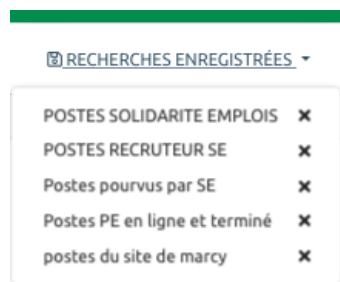 RECHERCHES ENREGISTRÉES
POSTES SOLIDARITE EMPLOIS
POSTES RECRUTEUR SE
Postes pourvus par SE
Postes PE en ligne et terminé
postes du site de marcy